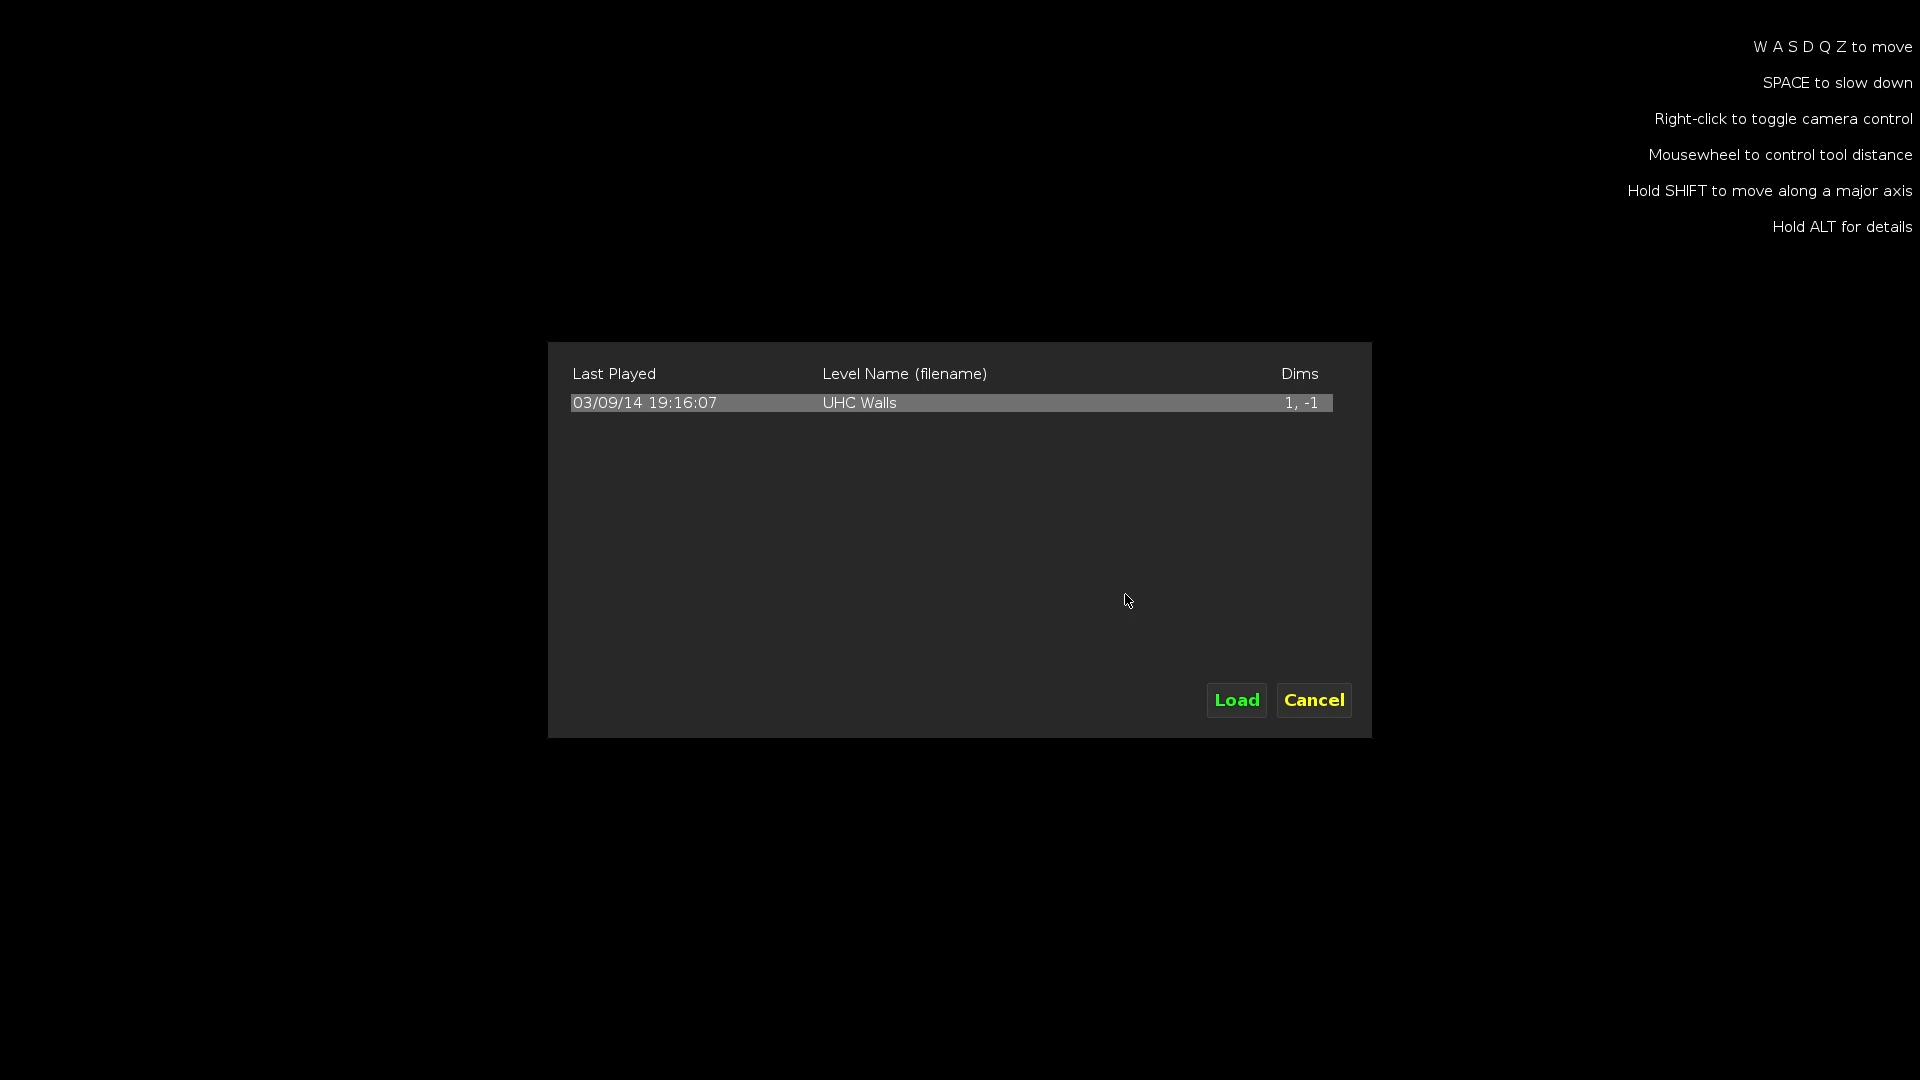 W A S D Q Z to move
SPACE to slow down
Right-click to toggle camera control
Mousewheel to control tool distance
Hold SHIFT to move along a major axis
Hold ALT for details
Last Played Level Name (filename) Dims
03/09/14 19:16:07 UHC Walls 1, -1
Load Cancel